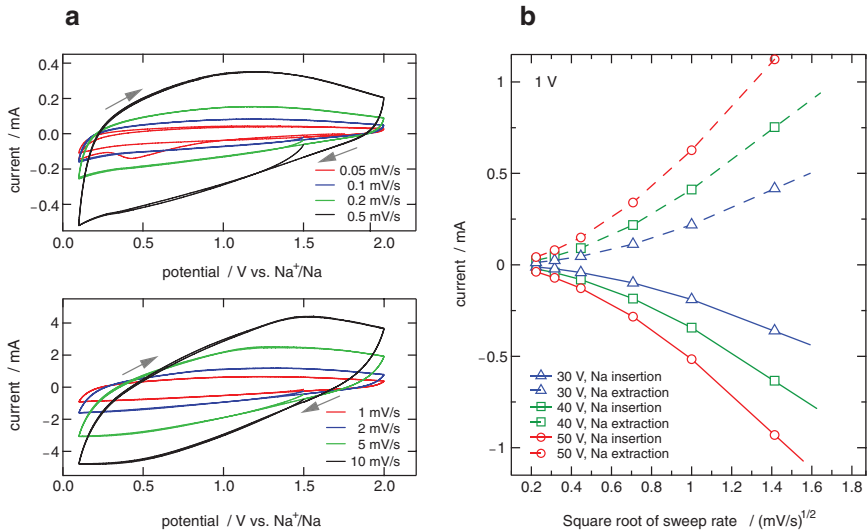 a
0.4
0.2
0.0
−0.2
−0.4
current / mA
0.05 mV/s
0.1 mV/s
0.2 mV/s
0.5 mV/s
0.0 0.5 1.0 1.5 2.0
potential / V vs. Na⁺/Na
4
2
0
−2
−4
current / mA
1 mV/s
2 mV/s
5 mV/s
10 mV/s
0.0 0.5 1.0 1.5 2.0
potential / V vs. Na⁺/Na
b
1 V
1
0.5
0
−0.5
−1
current / mA
30 V, Na insertion
30 V, Na extraction
40 V, Na insertion
40 V, Na extraction
50 V, Na insertion
50 V, Na extraction
0.2 0.4 0.6 0.8 1.0 1.2 1.4 1.6 1.8
Square root of sweep rate / (mV/s)^1/2